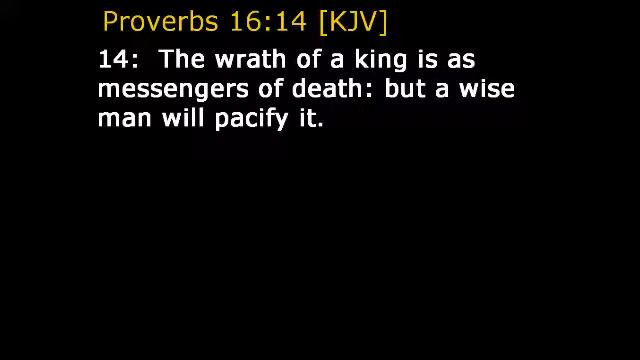 Proverbs 16:14 [KJV]
14:  The wrath of a king is as
messengers of death: but a wise
man will pacify it.